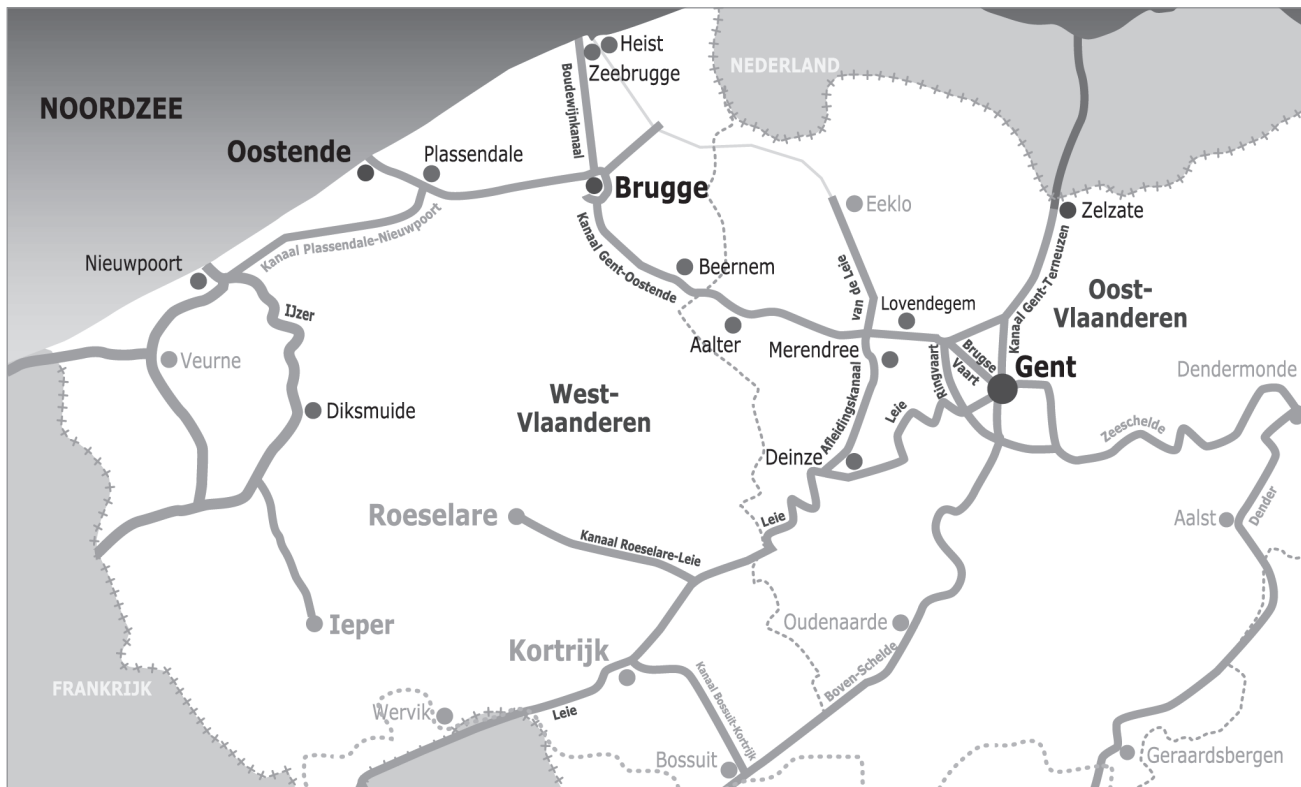 Heist
Zeebrugge
NEDERLAND
NOORDZEE
Boudewijnkanaal
Oostende
Plassendale
Brugge
Eeklo
Zelzate
Kanaal Plassendale-Nieuwpoort
Kanaal Gent-Oostende
Nieuwpoort
Beernem
van de Leie
Kanaal Gent-Terneuzen
Oost-
Vlaanderen
IJzer
Lovendegem
Aalter
Merendree
Brugse
Vaart
Ringvaart
Gent
Veurne
Dendermonde
West-
Vlaanderen
Diksmuide
Afleidingskanaal
Leie
Zeeschelde
Deinze
Roeselare
Leie
Aalst
Dender
Kanaal Roeselare-Leie
Ieper
Oudenaarde
Kortrijk
FRANKRIJK
Kanaal Bossuit-Kortrijk
Boven-Schelde
Wervik
Leie
Bossuit
Geraardsbergen